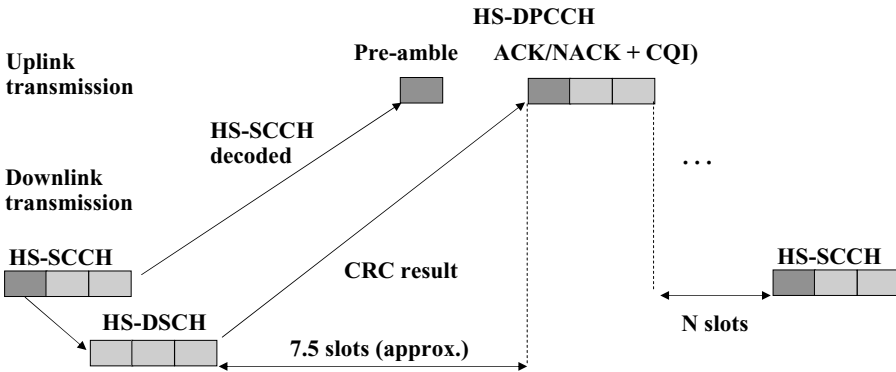 HS-DPCCH
Uplink
transmission
Pre-amble
ACK/NACK + CQI)
HS-SCCH
decoded
Downlink
transmission
. . .
HS-SCCH
CRC result
HS-SCCH
HS-DSCH
7.5 slots (approx.)
N slots